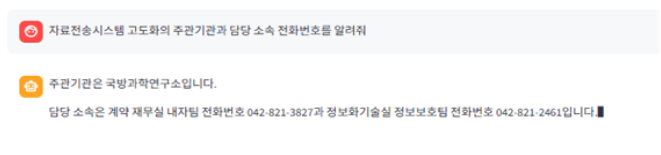 자료전송시스템 고도화의 주관기관과 담당 소속 전화번호를 알려줘
주관기관은 국방과학연구소입니다.
담당 소속은 계약 재무실 내자팀 전화번호 042-821-3827과 정보화기술실 정보보호팀 전화번호 042-821-2461입니다.